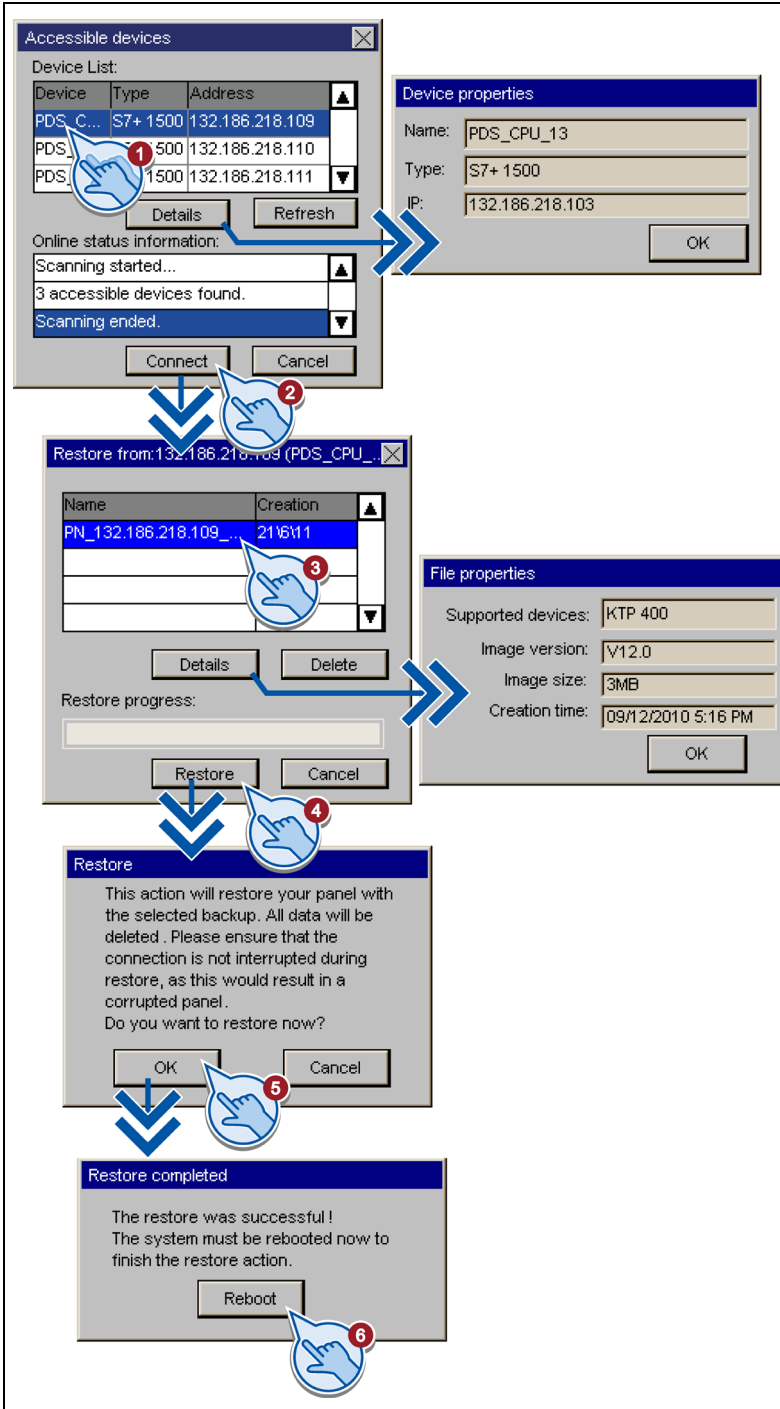 Accessible devices
Device List:
Device Type Address
PDS_C... S7+ 1500 132.186.218.109
PDS_ 1500 132.186.218.110
PDS_ 1500 132.186.218.111
1
Details Refresh
Device properties
Name: PDS_CPU_13
Type: S7+ 1500
IP: 132.186.218.103
OK
Online status information:
Scanning started...
3 accessible devices found.
Scanning ended.
Connect Cancel
2
Restore from:132.186.218.109 (PDS_CPU_...
Name Creation
PN_132.186.218.109_... 21\6\11
3
Details Delete
Restore progress:
Restore Cancel
4
File properties
Supported devices: KTP 400
Image version: V12.0
Image size: 3MB
Creation time: 09/12/2010 5:16 PM
OK
Restore
This action will restore your panel with
the selected backup. All data will be
deleted . Please ensure that the
connection is not interrupted during
restore, as this would result in a
corrupted panel.
Do you want to restore now?
OK Cancel
5
Restore completed
The restore was successful !
The system must be rebooted now to
finish the restore action.
Reboot
6